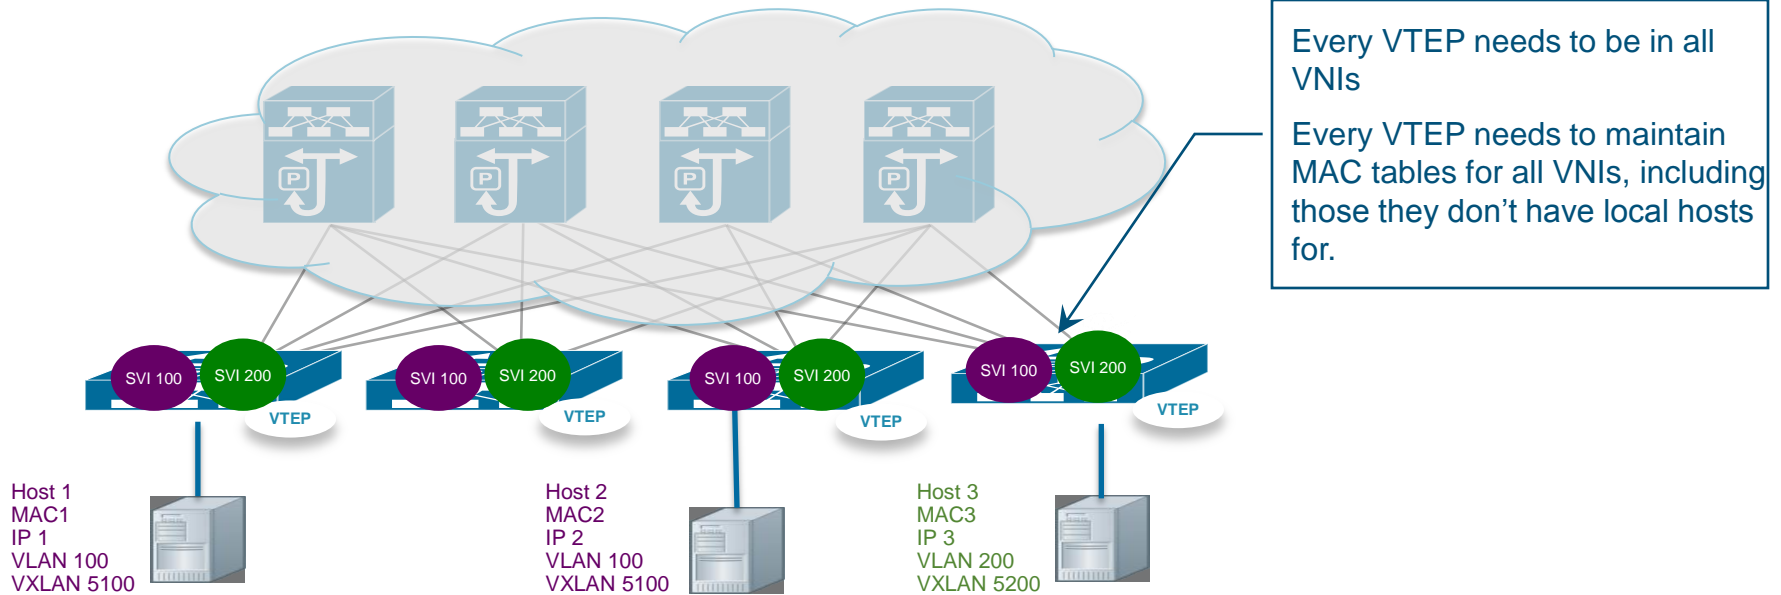 Every VTEP needs to be in all
VNIs
Every VTEP needs to maintain
MAC tables for all VNIs, including
those they don’t have local hosts
for.
P
P
P
P
SVI 100
SVI 200
VTEP
SVI 100
SVI 200
VTEP
SVI 100
SVI 200
VTEP
SVI 100
SVI 200
VTEP
Host 1
MAC1
IP 1
VLAN 100
VXLAN 5100
Host 2
MAC2
IP 2
VLAN 100
VXLAN 5100
Host 3
MAC3
IP 3
VLAN 200
VXLAN 5200